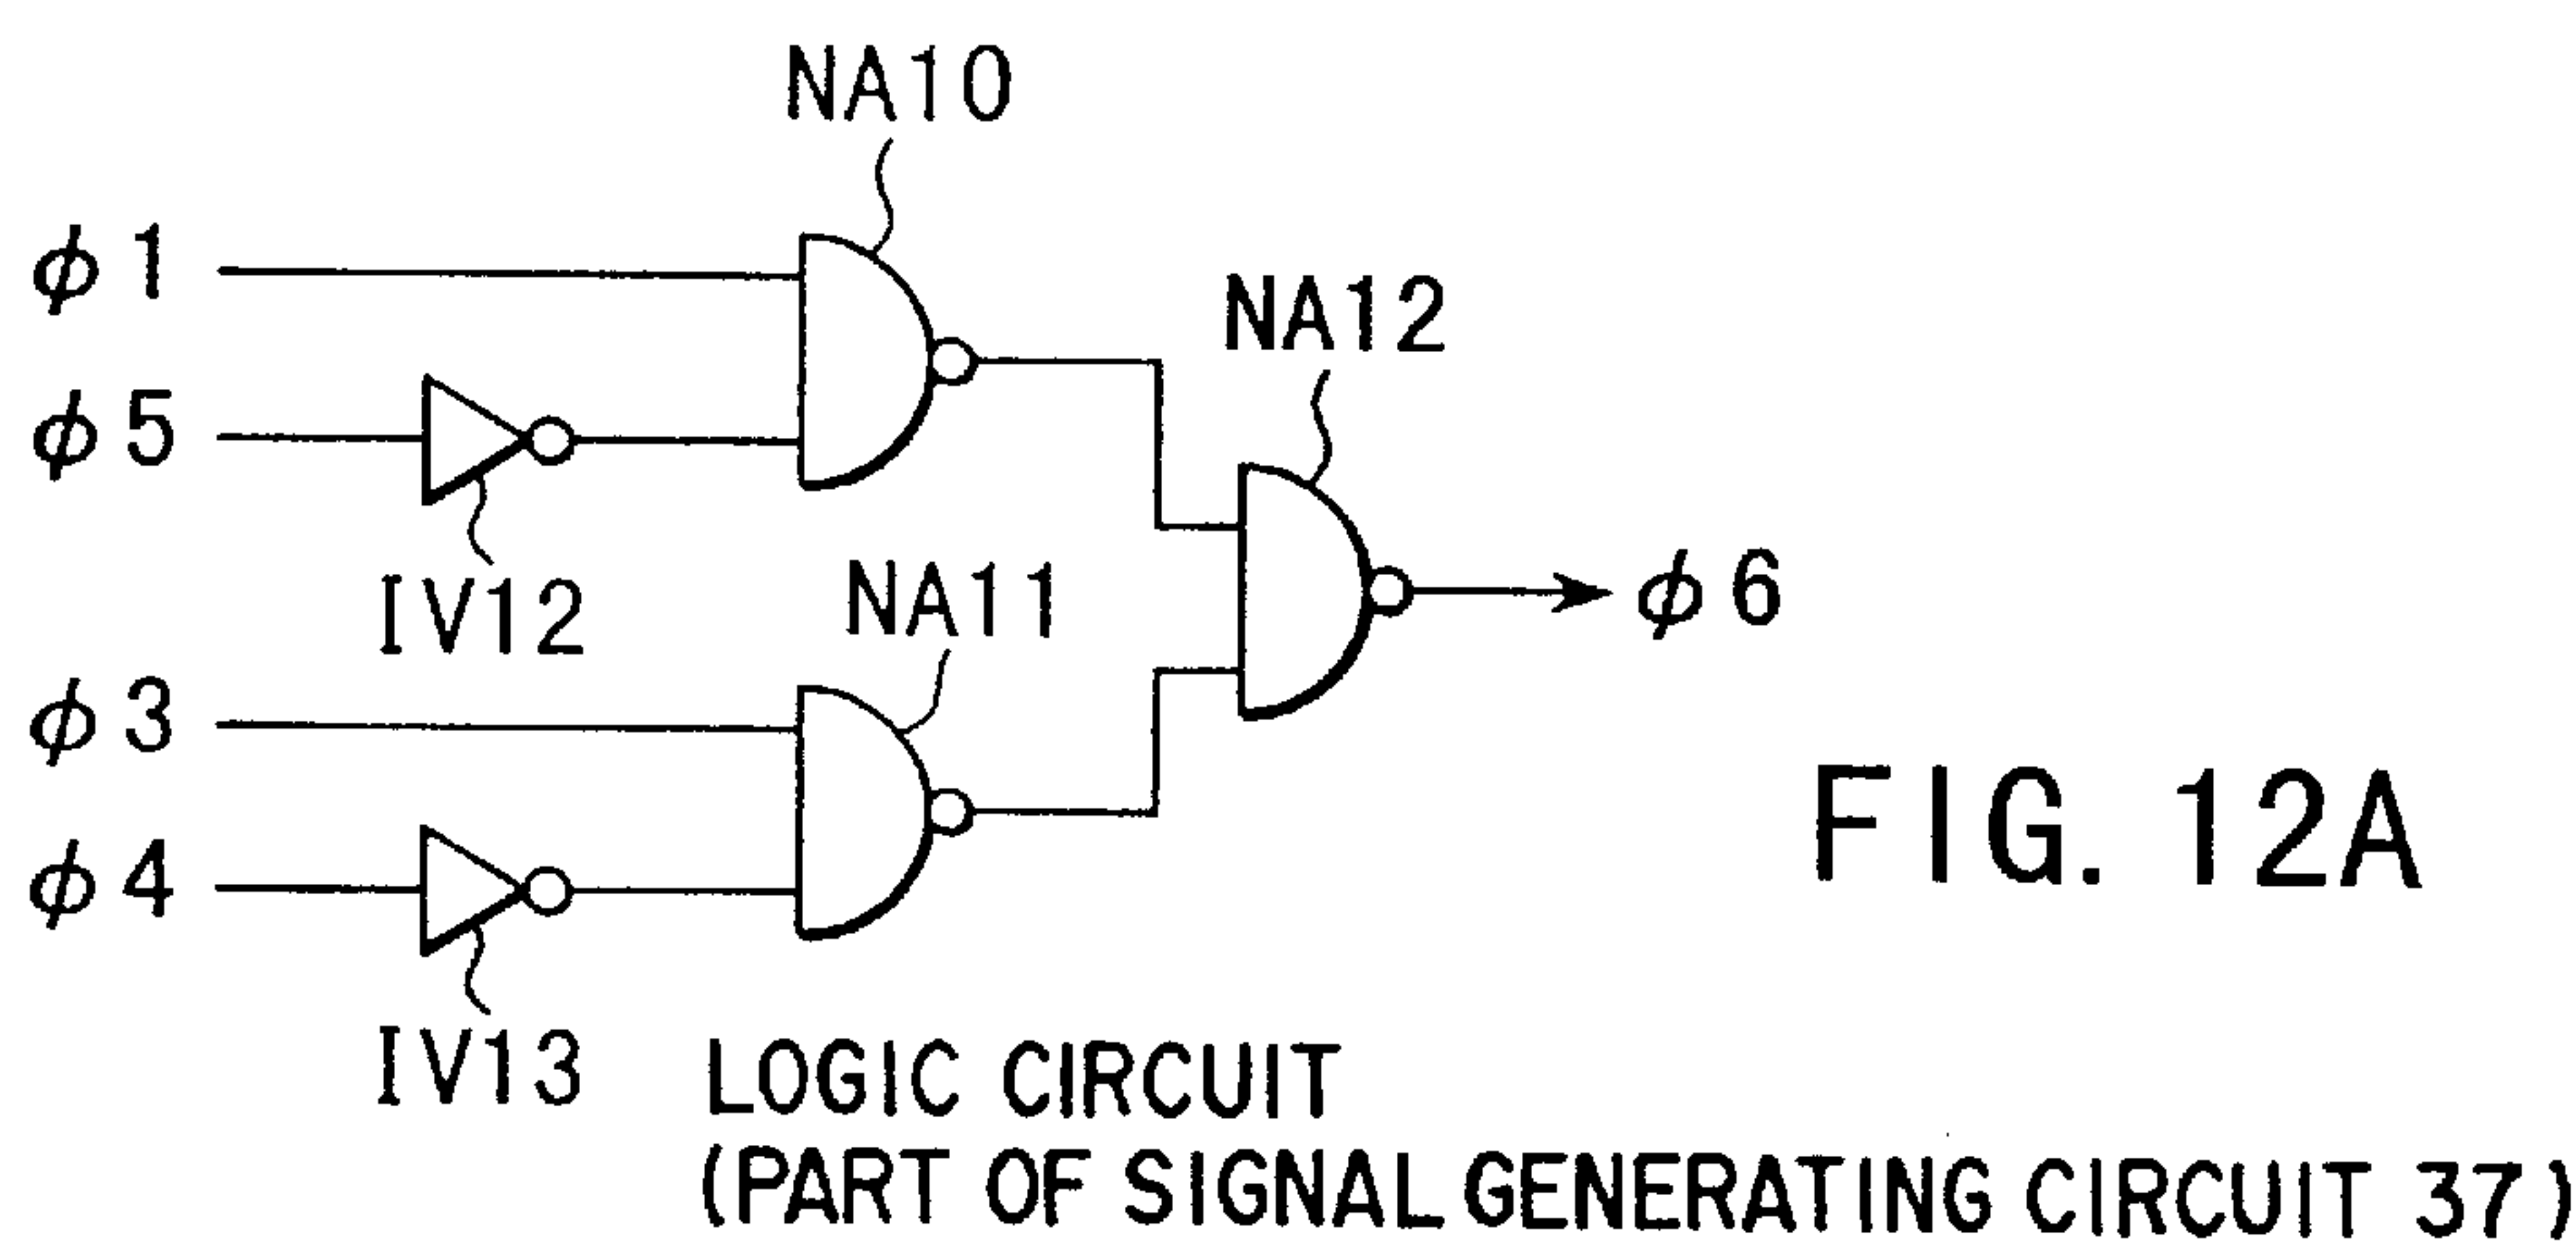 NA10
φ1
NA12
φ5
IV12
NA11
φ6
φ3
φ4
IV13
FIG. 12A
LOGIC CIRCUIT
(PART OF SIGNAL GENERATING CIRCUIT 37)